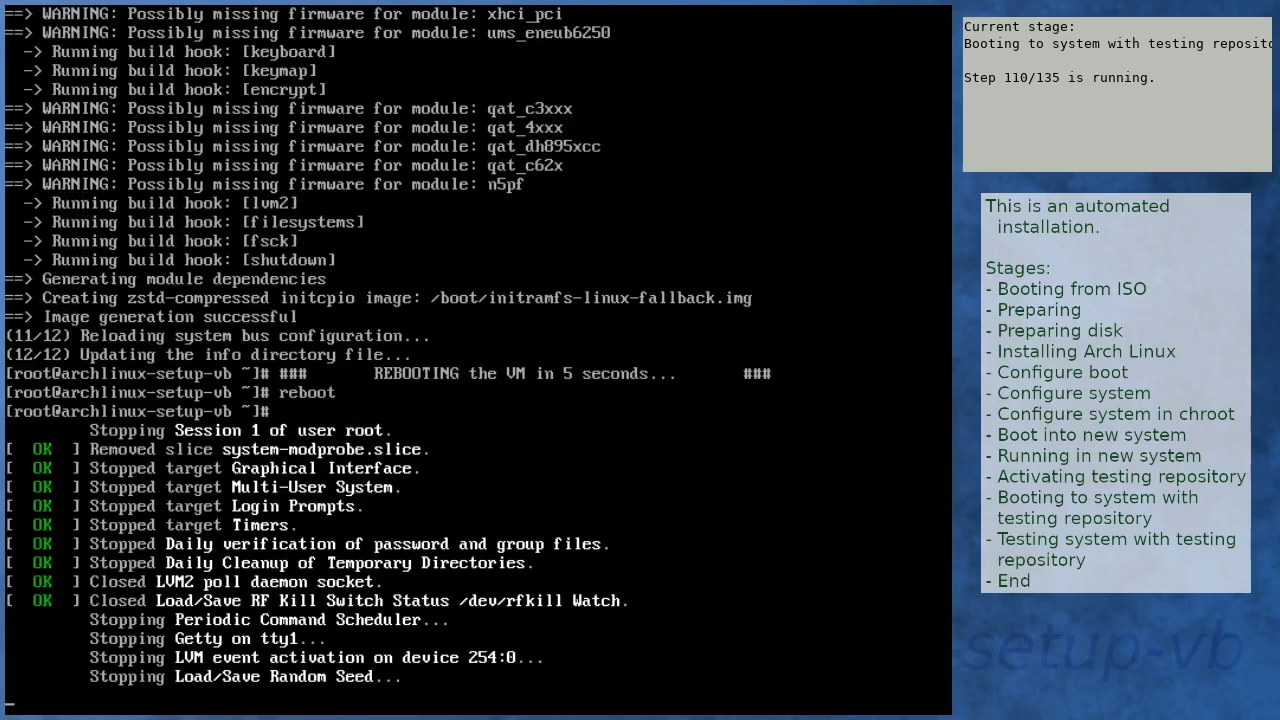 ==> WARNING: Possibly missing firmware for module: xhci_pci
==> WARNING: Possibly missing firmware for module: ums_eneub6250
-> Running build hook: [keyboard]
-> Running build hook: [keymap]
-> Running build hook: [encrypt]
==> WARNING: Possibly missing firmware for module: qat_c3xxx
==> WARNING: Possibly missing firmware for module: qat_4xxx
==> WARNING: Possibly missing firmware for module: qat_dh895xcc
==> WARNING: Possibly missing firmware for module: qat_c62x
==> WARNING: Possibly missing firmware for module: n5pf
-> Running build hook: [lvm2]
-> Running build hook: [filesystems]
-> Running build hook: [fsck]
-> Running build hook: [shutdown]
==> Generating module dependencies
==> Creating zstd-compressed initcpio image: /boot/initramfs-linux-fallback.img
==> Image generation successful
(11/12) Reloading system bus configuration...
(12/12) Updating the info directory file...
[root@archlinux-setup-vb ~]# ### REBOOTING the VM in 5 seconds... ###
[root@archlinux-setup-vb ~]# reboot
[root@archlinux-setup-vb ~]#
Stopping Session 1 of user root.
[ OK ] Removed slice system-modprobe.slice.
[ OK ] Stopped target Graphical Interface.
[ OK ] Stopped target Multi-User System.
[ OK ] Stopped target Login Prompts.
[ OK ] Stopped target Timers.
[ OK ] Stopped Daily verification of password and group files.
[ OK ] Stopped Daily Cleanup of Temporary Directories.
[ OK ] Closed LVM2 poll daemon socket.
[ OK ] Closed Load/Save RF Kill Switch Status /dev/rfkill Watch.
Stopping Periodic Command Scheduler...
Stopping Getty on tty1...
Stopping LVM event activation on device 254:0...
Stopping Load/Save Random Seed...
_
Current stage:
Booting to system with testing reposito
Step 110/135 is running.
This is an automated
installation.
Stages:
- Booting from ISO
- Preparing
- Preparing disk
- Installing Arch Linux
- Configure boot
- Configure system
- Configure system in chroot
- Boot into new system
- Running in new system
- Activating testing repository
- Booting to system with
testing repository
- Testing system with testing
repository
- End
setup-vb